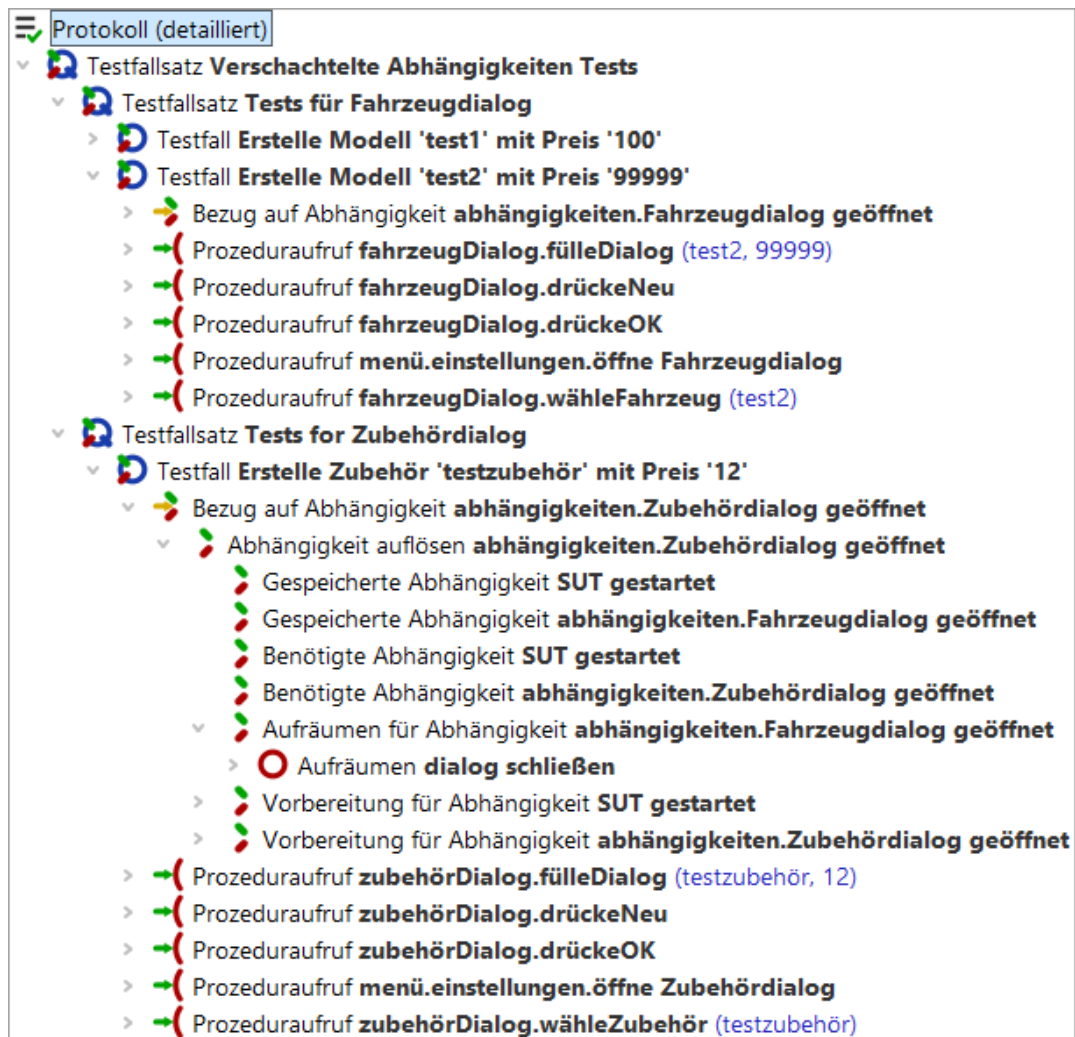 Protokoll (detailliert)
Testfallsatz Verschachtelte Abhängigkeiten Tests
Testfallsatz Tests für Fahrzeugdialog
Testfall Erstelle Modell 'test1' mit Preis '100'
Testfall Erstelle Modell 'test2' mit Preis '99999'
Bezug auf Abhängigkeit abhängigkeiten.Fahrzeugdialog geöffnet
Prozeduraufruf fahrzeugDialog.fülleDialog (test2, 99999)
Prozeduraufruf fahrzeugDialog.drückeNeu
Prozeduraufruf fahrzeugDialog.drückeOK
Prozeduraufruf menü.einstellungen.öffne Fahrzeugdialog
Prozeduraufruf fahrzeugDialog.wähleFahrzeug (test2)
Testfallsatz Tests for Zubehördialog
Testfall Erstelle Zubehör 'testzubehör' mit Preis '12'
Bezug auf Abhängigkeit abhängigkeiten.Zubehördialog geöffnet
Abhängigkeit auflösen abhängigkeiten.Zubehördialog geöffnet
Gespeicherte Abhängigkeit SUT gestartet
Gespeicherte Abhängigkeit abhängigkeiten.Fahrzeugdialog geöffnet
Benötigte Abhängigkeit SUT gestartet
Benötigte Abhängigkeit abhängigkeiten.Zubehördialog geöffnet
Aufräumen für Abhängigkeit abhängigkeiten.Fahrzeugdialog geöffnet
Aufräumen dialog schließen
Vorbereitung für Abhängigkeit SUT gestartet
Vorbereitung für Abhängigkeit abhängigkeiten.Zubehördialog geöffnet
Prozeduraufruf zubehörDialog.fülleDialog (testzubehör, 12)
Prozeduraufruf zubehörDialog.drückeNeu
Prozeduraufruf zubehörDialog.drückeOK
Prozeduraufruf menü.einstellungen.öffne Zubehördialog
Prozeduraufruf zubehörDialog.wähleZubehör (testzubehör)